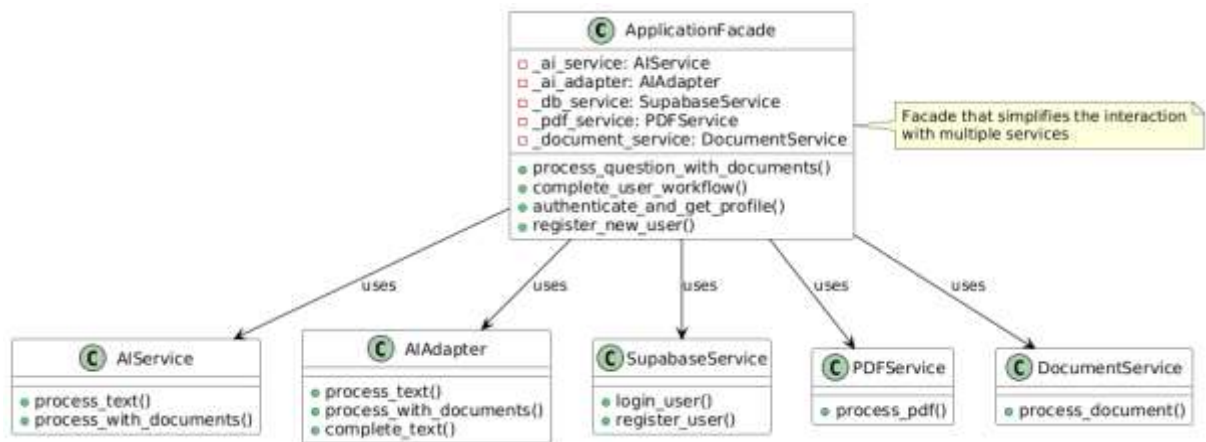 C ApplicationFacade
_ai_service: AIService
_ai_adapter: AIAdapter
_db_service: SupabaseService
_pdf_service: PDFService
_document_service: DocumentService
process_question_with_documents()
complete_user_workflow()
authenticate_and_get_profile()
register_new_user()
Facade that simplifies the interaction
with multiple services
uses
uses
uses
uses
uses
C AIService
process_text()
process_with_documents()
C AIAdapter
process_text()
process_with_documents()
complete_text()
C SupabaseService
login_user()
register_user()
C PDFService
process_pdf()
C DocumentService
process_document()